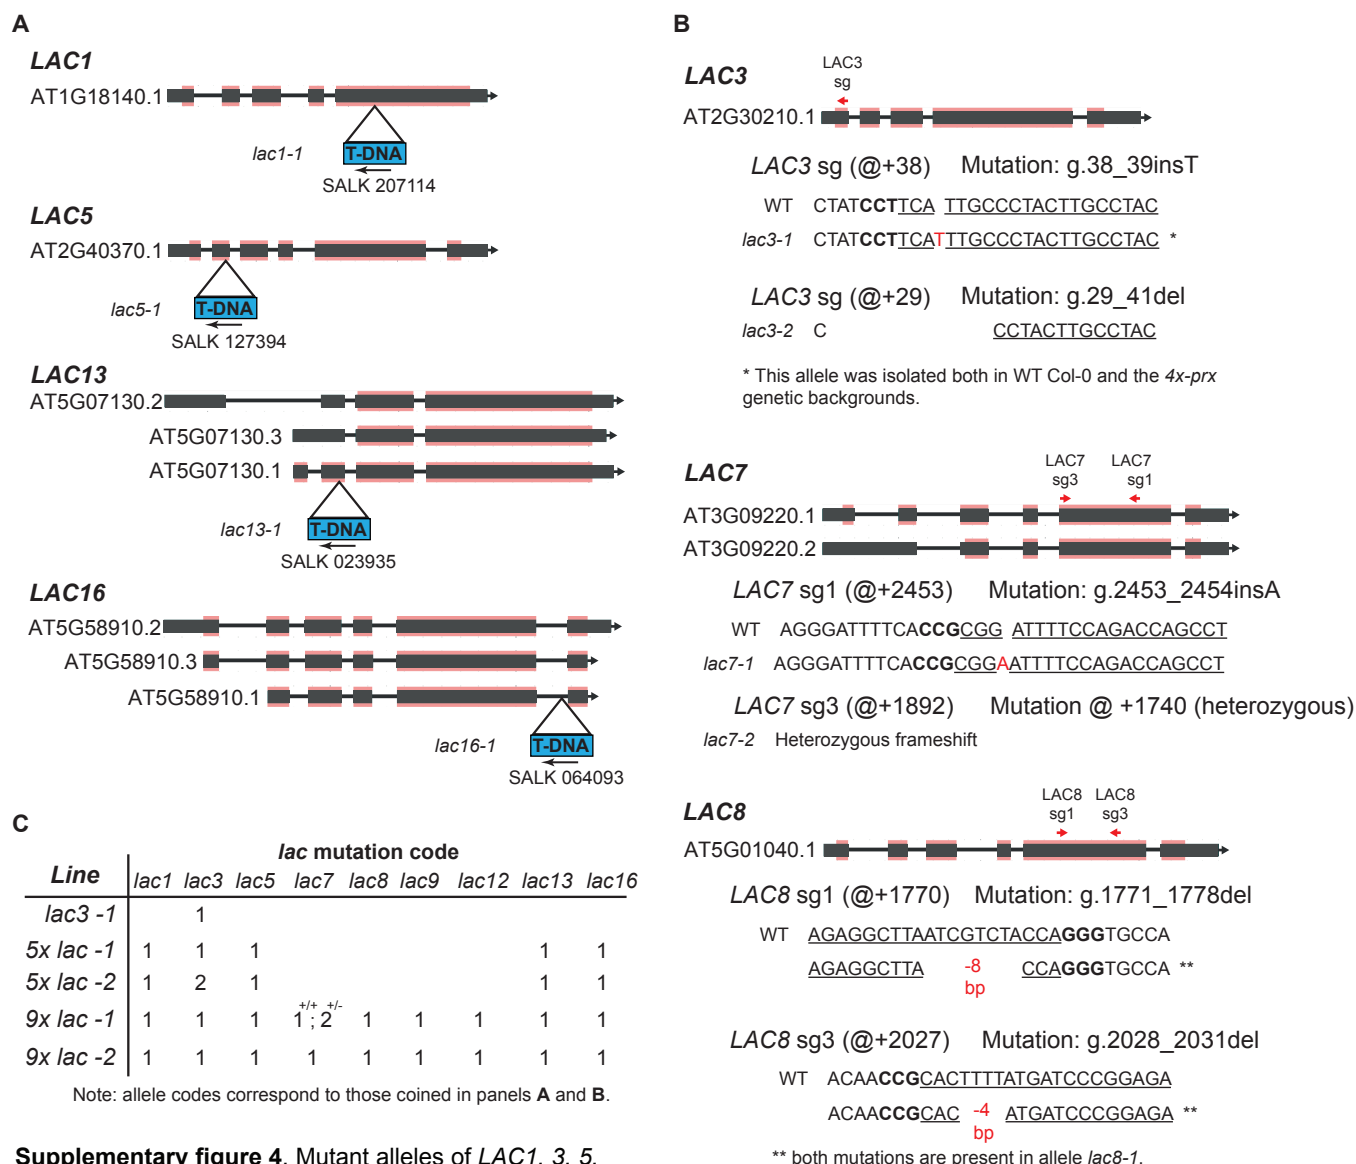 A
LAC1
AT1G18140.1
lac1-1
T-DNA
SALK 207114
LAC5
AT2G40370.1
lac5-1
T-DNA
SALK 127394
LAC13
AT5G07130.2
AT5G07130.3
AT5G07130.1
lac13-1
T-DNA
SALK 023935
LAC16
AT5G58910.2
AT5G58910.3
AT5G58910.1
lac16-1
T-DNA
SALK 064093
B
LAC3
LAC3
sg
AT2G30210.1
LAC3 sg (@+38) Mutation: g.38_39insT
WT CTATCCTTCA TTGCCCTACTTGCCTAC
lac3-1 CTATCCTTCATTTGCCCTACTTGCCTAC *
LAC3 sg (@+29) Mutation: g.29_41del
lac3-2 C CCTACTTGCCTAC
* This allele was isolated both in WT Col-0 and the 4x-prx
genetic backgrounds.
LAC7
LAC7
sg3
LAC7
sg1
AT3G09220.1
AT3G09220.2
LAC7 sg1 (@+2453) Mutation: g.2453_2454insA
WT AGGGATTTTCACCGCGG ATTTTCCAGACCAGCCT
lac7-1 AGGGATTTTCACCGCGGAATTTTCCAGACCAGCCT
LAC7 sg3 (@+1892) Mutation @ +1740 (heterozygous)
lac7-2 Heterozygous frameshift
LAC8
LAC8
sg1
LAC8
sg3
AT5G01040.1
LAC8 sg1 (@+1770) Mutation: g.1771_1778del
WT AGAGGCTTAATCGTCTACCAGGGTGCCA
AGAGGCTTA -8 bp CCAGGGTGCCA **
LAC8 sg3 (@+2027) Mutation: g.2028_2031del
WT ACAACCGCACTTTTATGATCCCGGAGA
ACAACCGCAC -4 bp ATGATCCCGGAGA **
** both mutations are present in allele lac8-1.
C
lac mutation code
Line lac1 lac3 lac5 lac7 lac8 lac9 lac12 lac13 lac16
lac3 -1 1
5x lac -1 1 1 1 1 1
5x lac -2 1 2 1 1 1
9x lac -1 1 1 1 1 +/+ ; 2 +/- 1 1 1 1 1
9x lac -2 1 1 1 1 1 1 1 1 1
Note: allele codes correspond to those coined in panels A and B.
Supplementary figure 4. Mutant alleles of LAC1, 3, 5,